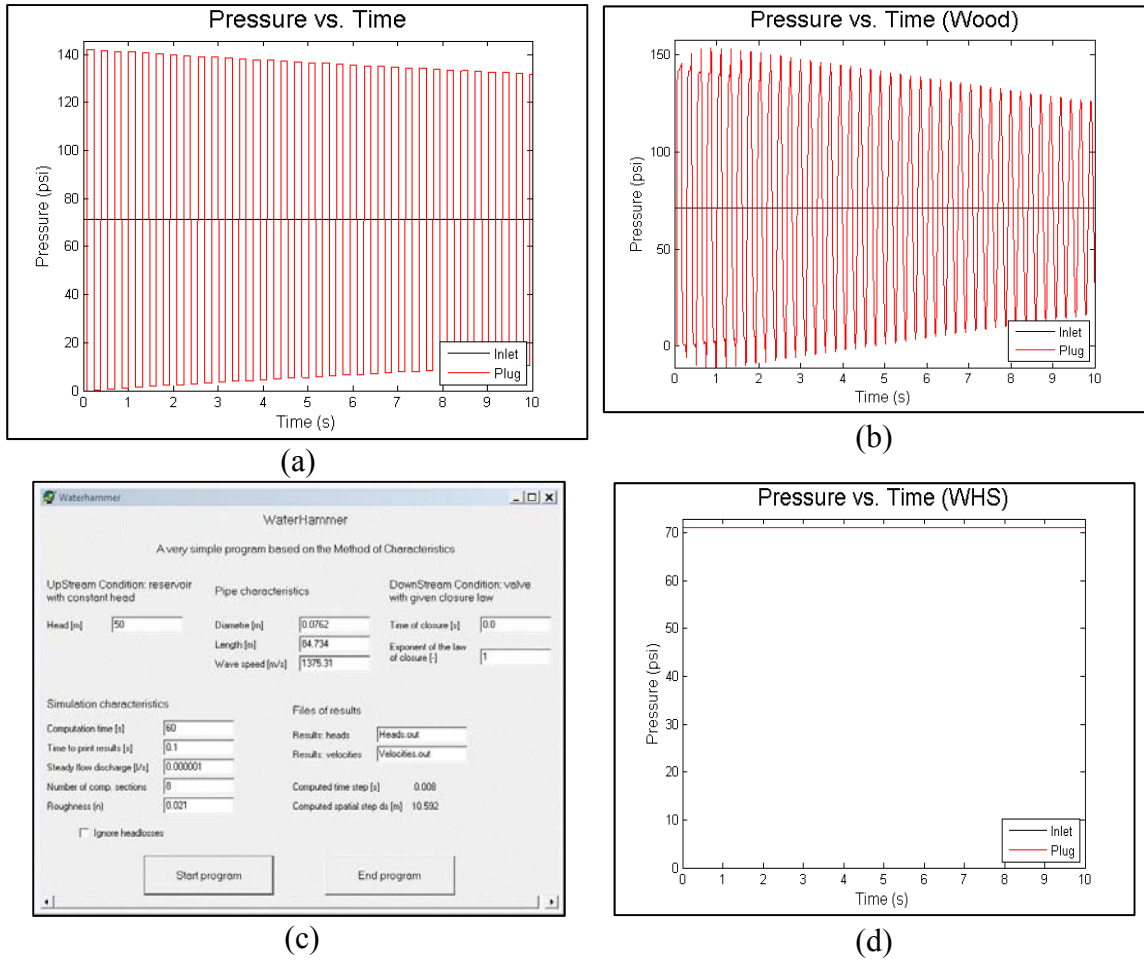 Pressure vs. Time
Pressure (psi)
140
120
100
80
60
40
20
0
0 1 2 3 4 5 6 7 8 9 10
Time (s)
Inlet
Plug
(a)
Pressure vs. Time (Wood)
Pressure (psi)
150
100
50
0
0 1 2 3 4 5 6 7 8 9 10
Time (s)
Inlet
Plug
(b)
Waterhammer
WaterHammer
A very simple program based on the Method of Characteristics
UpStream Condition: reservoir
with constant head
Head [m] 50
Pipe characteristics
Diametre [m] 0.0762
Length [m] 84.734
Wave speed [m/s] 1375.31
DownStream Condition: valve
with given closure law
Time of closure [s] 0.0
Exponent of the law
of closure [-] 1
Simulation characteristics
Computation time [s] 60
Time to print results [s] 0.1
Steady flow discharge [l/s] 0.000001
Number of comp. sections 8
Roughness (n) 0.021
Ignore headlosses
Files of results
Results: heads Heads.out
Results: velocities Velocities.out
Computed time step [s] 0.008
Computed spatial step ds [m] 10.592
Start program
End program
(c)
Pressure vs. Time (WHS)
Pressure (psi)
70
60
50
40
30
20
10
0
0 1 2 3 4 5 6 7 8 9 10
Time (s)
Inlet
Plug
(d)